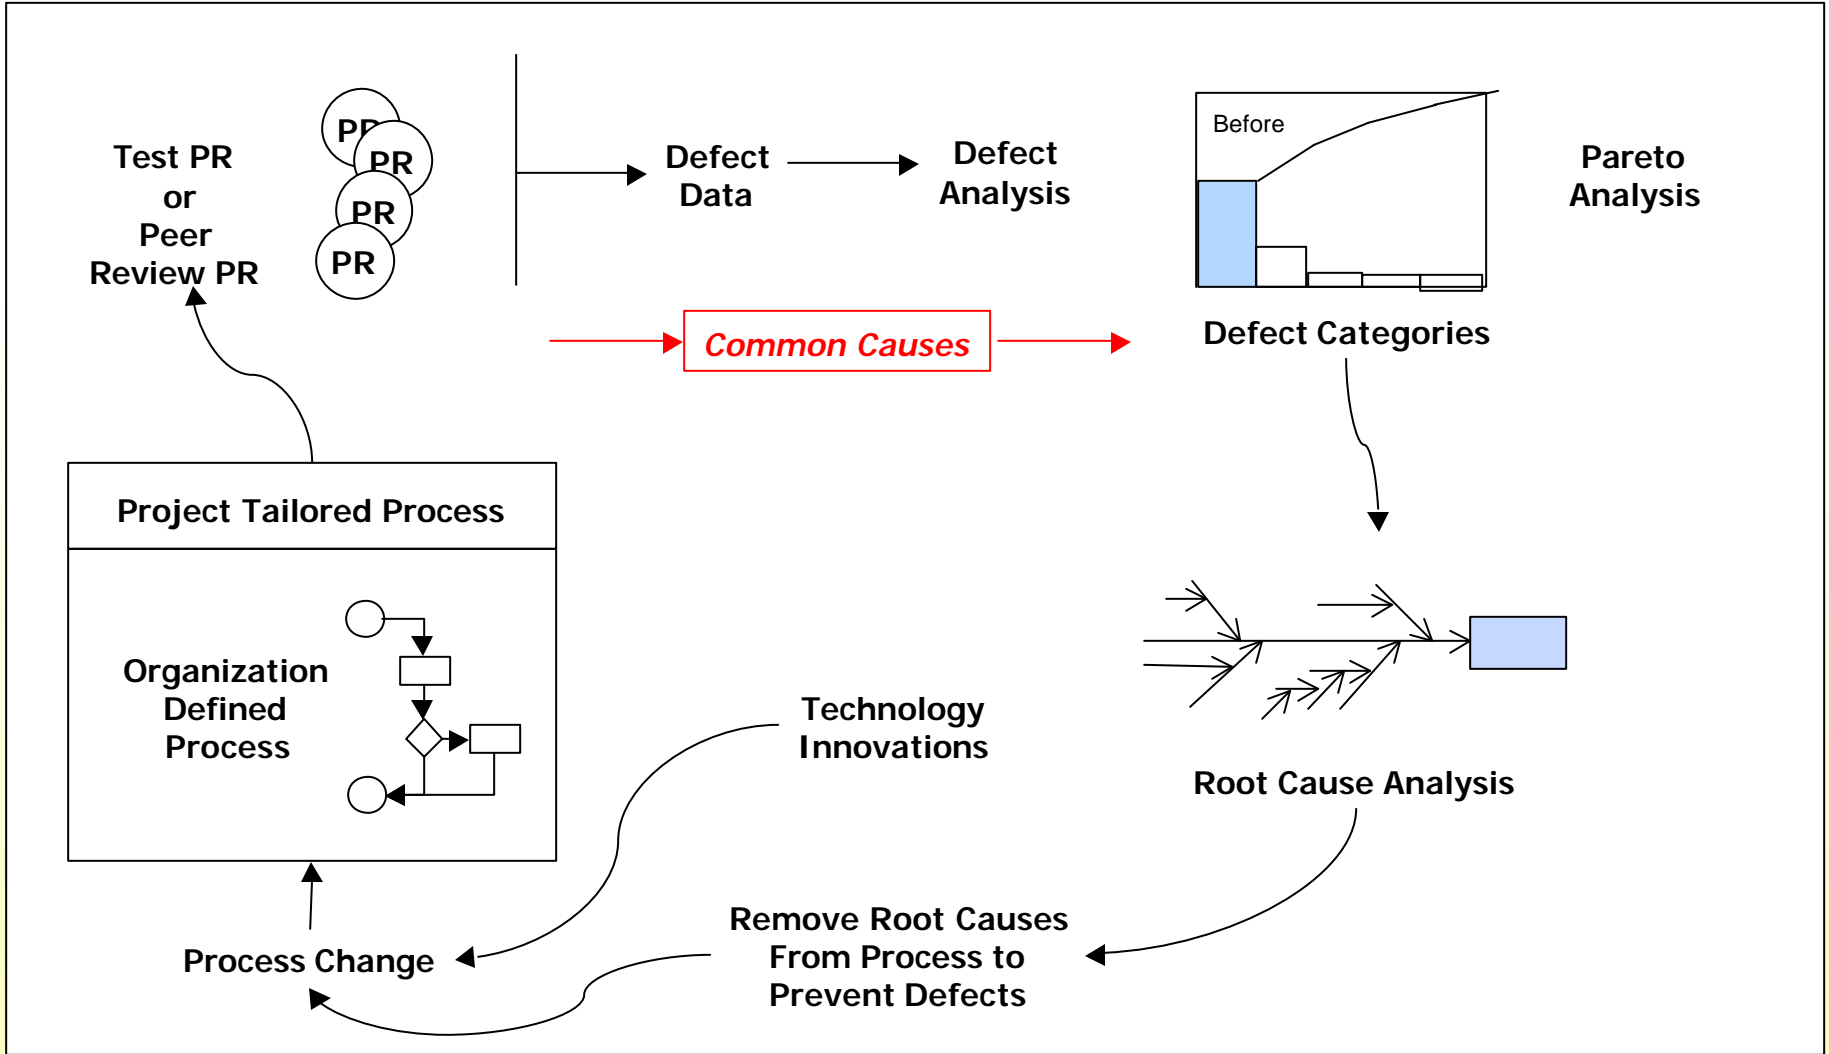 Test PR
or
Peer
Review PR
PR
PR
PR
PR
Defect
Data
Defect
Analysis
Before
Pareto
Analysis
Common Causes
Defect Categories
Project Tailored Process
Organization
Defined
Process
Technology
Innovations
Root Cause Analysis
Remove Root Causes
From Process to
Prevent Defects
Process Change